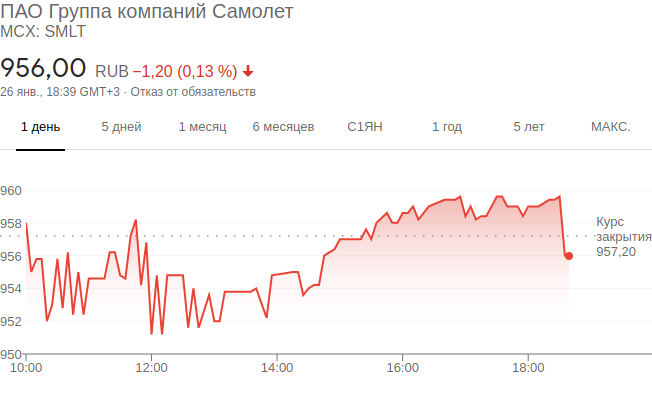 ПАО Группа компаний Самолет
MCX: SMLT
956,00 RUB −1,20 (0,13 %)
26 янв., 18:39 GMT+3 · Отказ от обязательств
1 день 5 дней 1 месяц 6 месяцев С1ЯН 1 год 5 лет МАКС.
960
958
956
954
952
950
Курс
закрытия
957,20
10:00 12:00 14:00 16:00 18:00